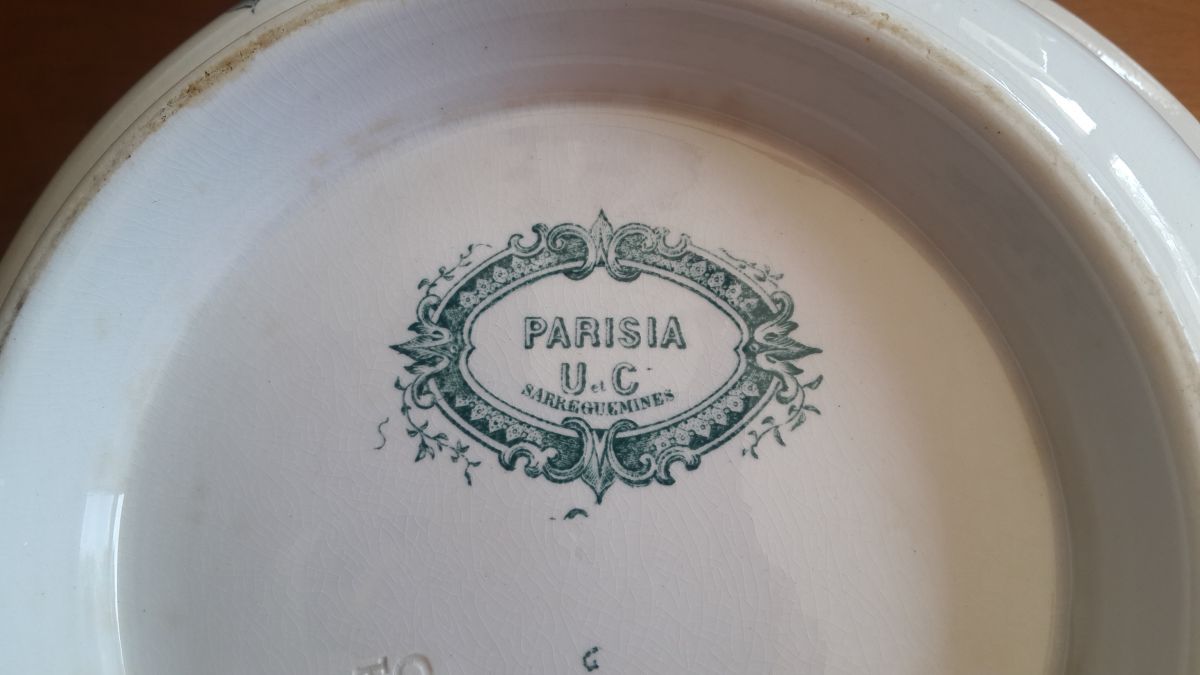 PARISIA
U et C
SARREGUEMINES
G